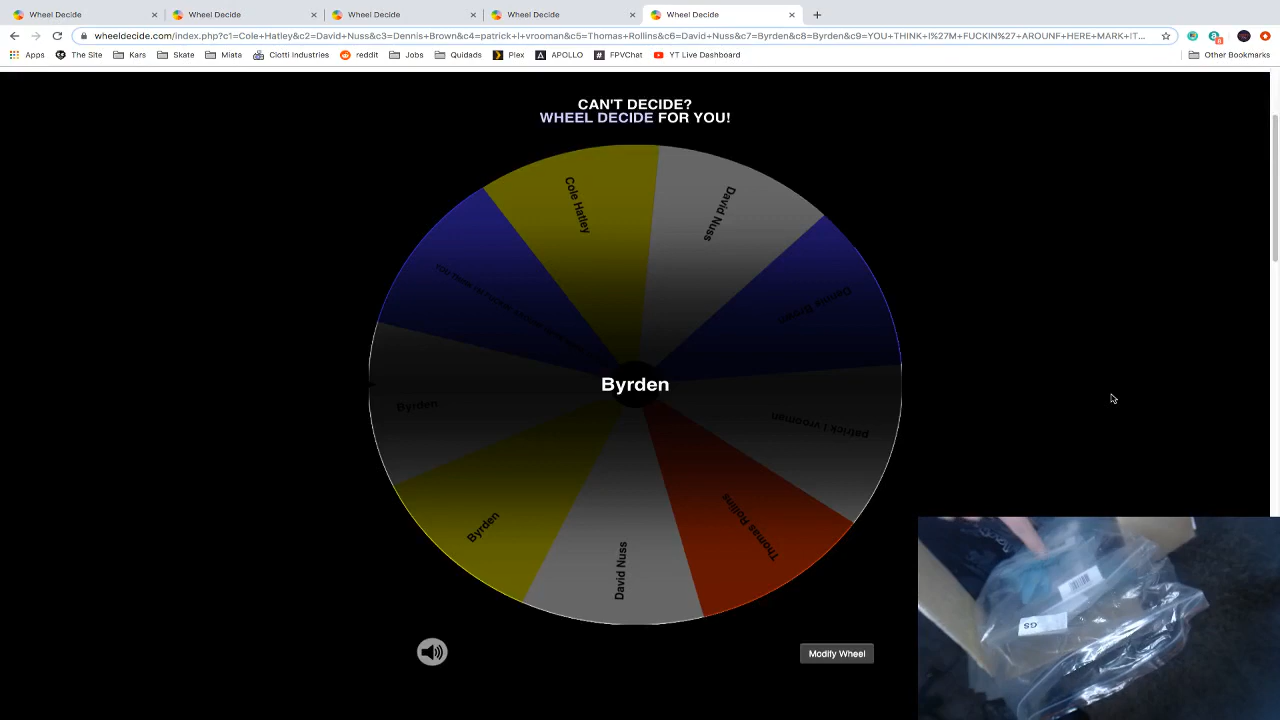 Wheel Decide
Wheel Decide
Wheel Decide
Wheel Decide
Wheel Decide
wheeldecide.com/index.php?c1=Cole+Hatley&c2=David+Nuss&c3=Dennis+Brown&c4=patrick+l+vrooman&c5=Thomas+Rollins&c6=David+Nuss&c7=Byrden&c8=Byrden&c9=YOU+THINK+I%27M+FUCKIN%27+AROUNF+HERE+MARK+IT...
Apps The Site Kars Skate Miata Ciotti Industries reddit Jobs Quidads Plex APOLLO FPVChat YT Live Dashboard Other Bookmarks
CAN'T DECIDE?
WHEEL DECIDE FOR YOU!
Cole Hatley
David Nuss
Dennis Brown
patrick l vrooman
Thomas Rollins
David Nuss
Byrden
Byrden
Byrden
Modify Wheel
GS